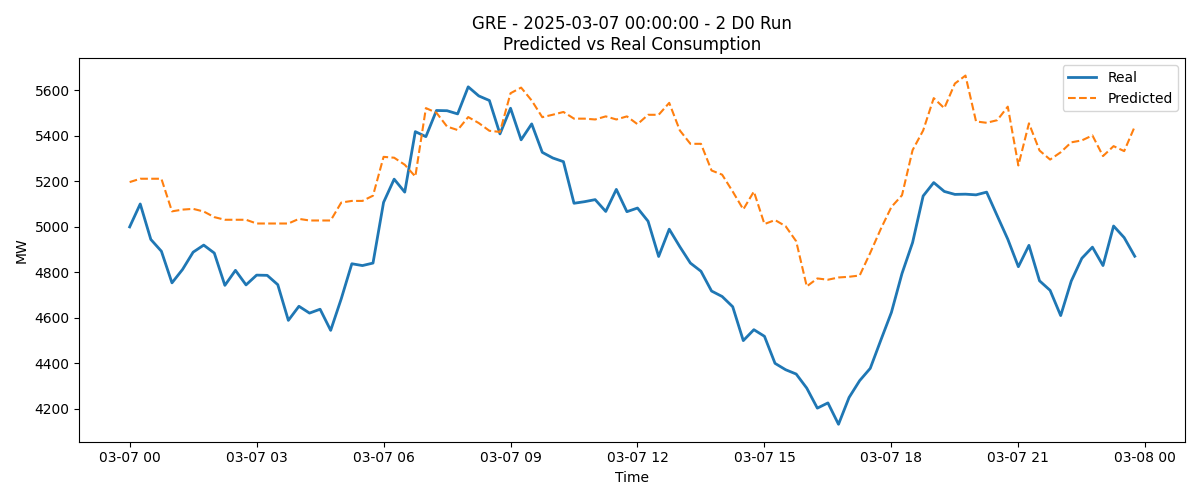 GRE - 2025-03-07 00:00:00 - 2 D0 Run
Predicted vs Real Consumption
Real
Predicted
MW
5600
5400
5200
5000
4800
4600
4400
4200
03-07 00
03-07 03
03-07 06
03-07 09
03-07 12
03-07 15
03-07 18
03-07 21
03-08 00
Time